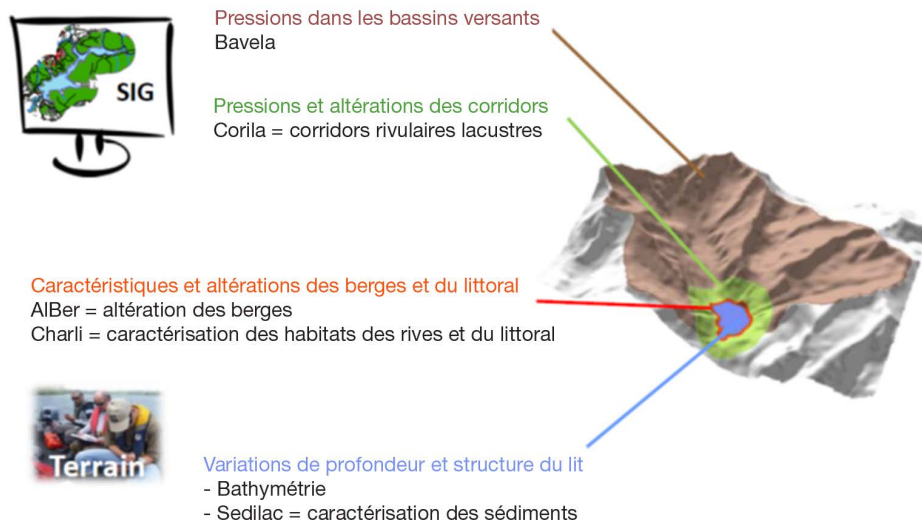 SIG
Pressions dans les bassins versants
Bavela
Pressions et altérations des corridors
Corila = corridors rivulaires lacustres
Caractéristiques et altérations des berges et du littoral
AlBer = altération des berges
Charli = caractérisation des habitats des rives et du littoral
Terrain
Variations de profondeur et structure du lit
- Bathymétrie
- Sedilac = caractérisation des sédiments